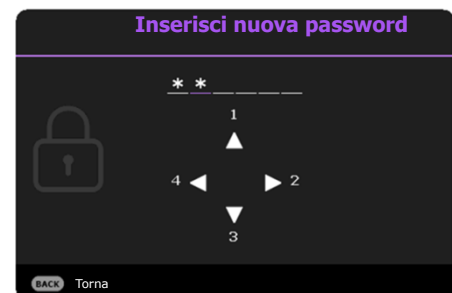 Inserisci nuova password
* * _ _ _ _
1
4 2
3
BACK Torna